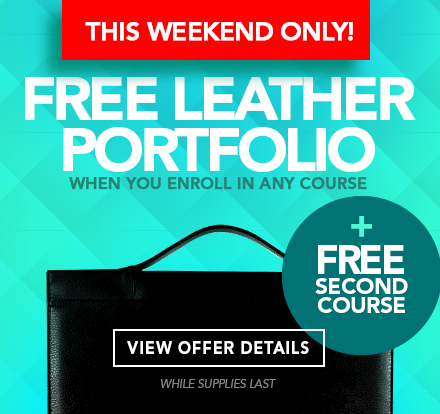 THIS WEEKEND ONLY!
FREE LEATHER
PORTFOLIO
WHEN YOU ENROLL IN ANY COURSE
+
FREE
SECOND
COURSE
VIEW OFFER DETAILS
WHILE SUPPLIES LAST